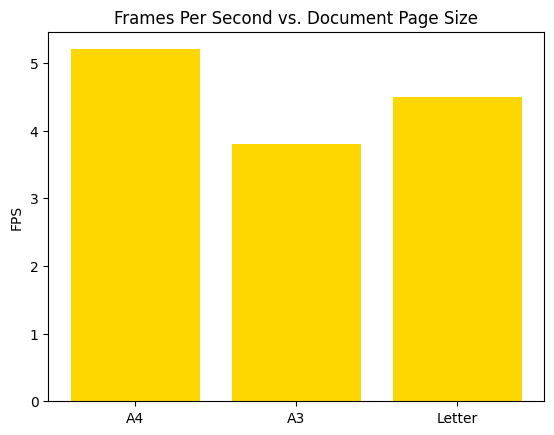 Frames Per Second vs. Document Page Size
5
4
3
2
1
0
FPS
A4 A3 Letter